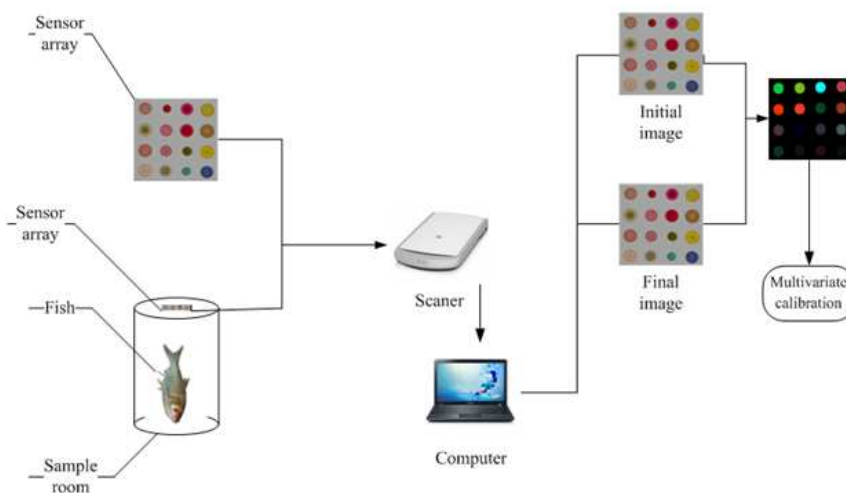 Sensor
array
Sensor
array
Fish
Sample
room
Scaner
Computer
Initial
image
Final
image
Multivariate
calibration